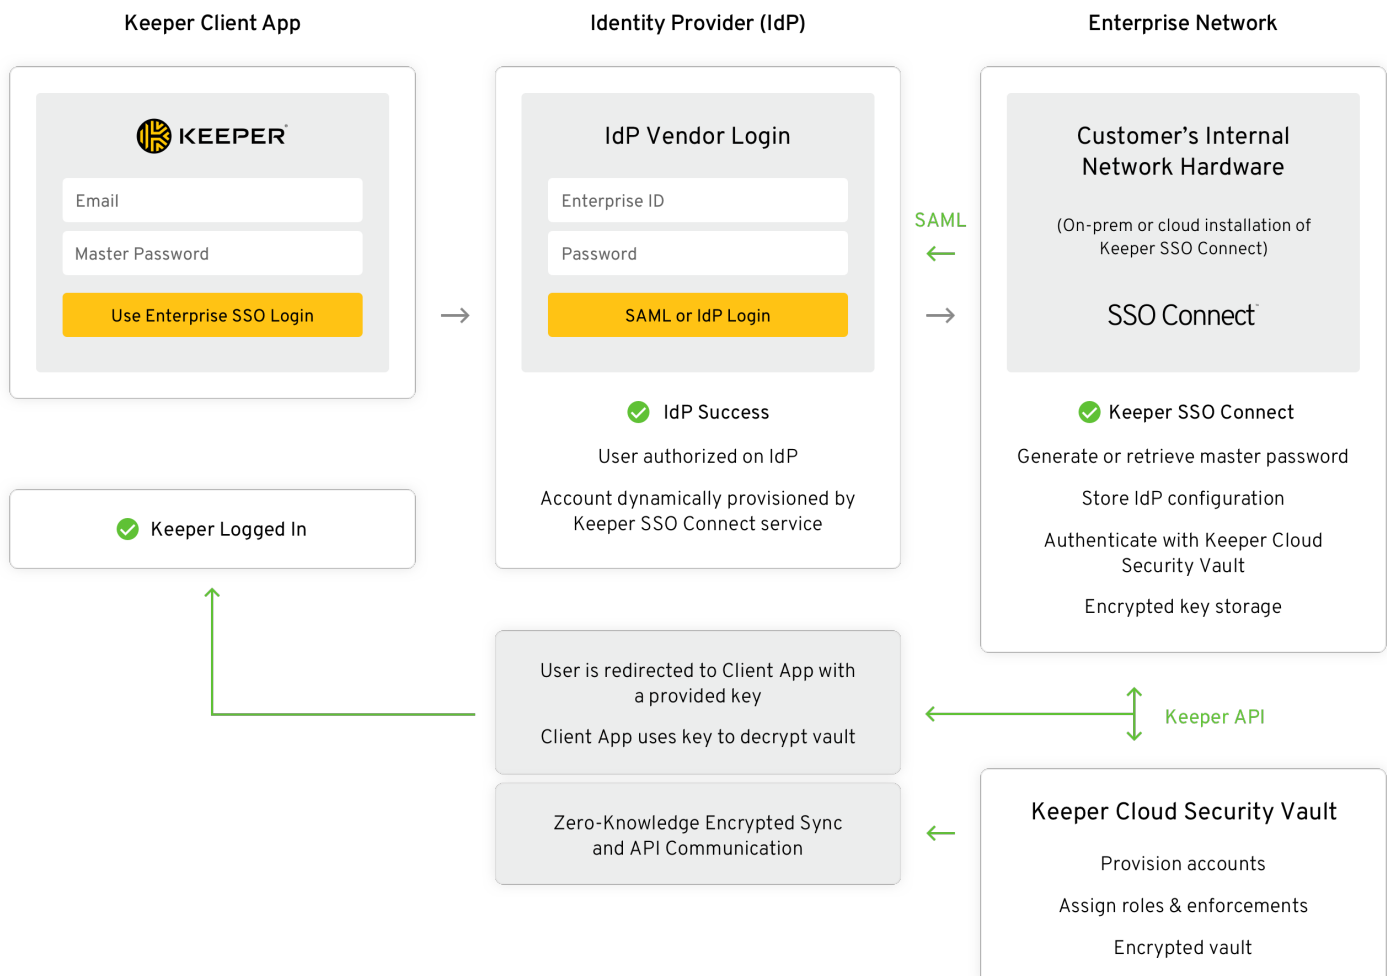 Keeper Client App
KEEPER
Email
Master Password
Use Enterprise SSO Login
Keeper Logged In
Identity Provider (IdP)
IdP Vendor Login
Enterprise ID
Password
SAML or IdP Login
IdP Success
User authorized on IdP
Account dynamically provisioned by
Keeper SSO Connect service
SAML
Enterprise Network
Customer’s Internal
Network Hardware
(On-prem or cloud installation of
Keeper SSO Connect)
SSO Connect
Keeper SSO Connect
Generate or retrieve master password
Store IdP configuration
Authenticate with Keeper Cloud
Security Vault
Encrypted key storage
User is redirected to Client App with
a provided key
Client App uses key to decrypt vault
Keeper API
Zero-Knowledge Encrypted Sync
and API Communication
Keeper Cloud Security Vault
Provision accounts
Assign roles & enforcements
Encrypted vault